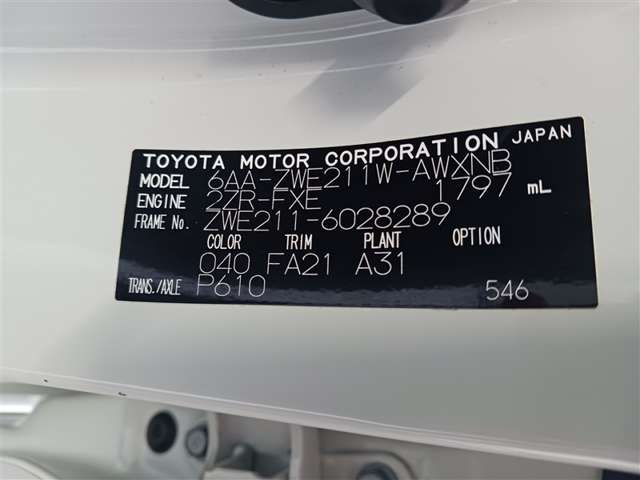 TOYOTA MOTOR CORPORATION JAPAN
MODEL 6AA-ZWE211W-AWXNB
ENGINE 2ZR-FXE 1797 mL
FRAME No. ZWE211-6028289
COLOR TRIM PLANT OPTION
040 FA21 A31
TRANS./AXLE P610 546